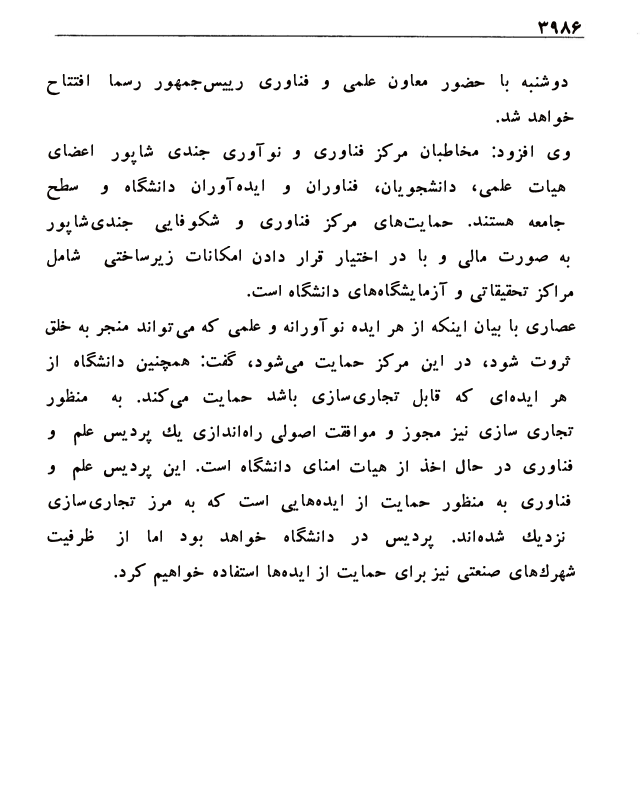 ۳۹۸۶
دوشنبه با حضور معاون علمی و فناوری رییس‌جمهور رسما افتتاح
خواهد شد.
وی افزود: مخاطبان مرکز فناوری و نوآوری جندی شاپور اعضای
هیات علمی، دانشجویان، فناوران و ایده‌آوران دانشگاه و سطح
جامعه هستند. حمایت‌های مرکز فناوری و شکوفایی جندی‌شاپور
به صورت مالی و با در اختیار قرار دادن امکانات زیرساختی شامل
مراکز تحقیقاتی و آزمایشگاه‌های دانشگاه است.
عصاری با بیان اینکه از هر ایده نوآورانه و علمی که می‌تواند منجر به خلق
ثروت شود، در این مرکز حمایت می‌شود، گفت: همچنین دانشگاه از
هر ایده‌ای که قابل تجاری‌سازی باشد حمایت می‌کند. به منظور
تجاری سازی نیز مجوز و موافقت اصولی راه‌اندازی یك پردیس علم و
فناوری در حال اخذ از هیات امنای دانشگاه است. این پردیس علم و
فناوری به منظور حمایت از ایده‌هایی است که به مرز تجاری‌سازی
نزدیك شده‌اند. پردیس در دانشگاه خواهد بود اما از ظرفیت
شهرك‌های صنعتی نیز برای حمایت از ایده‌ها استفاده خواهیم کرد.